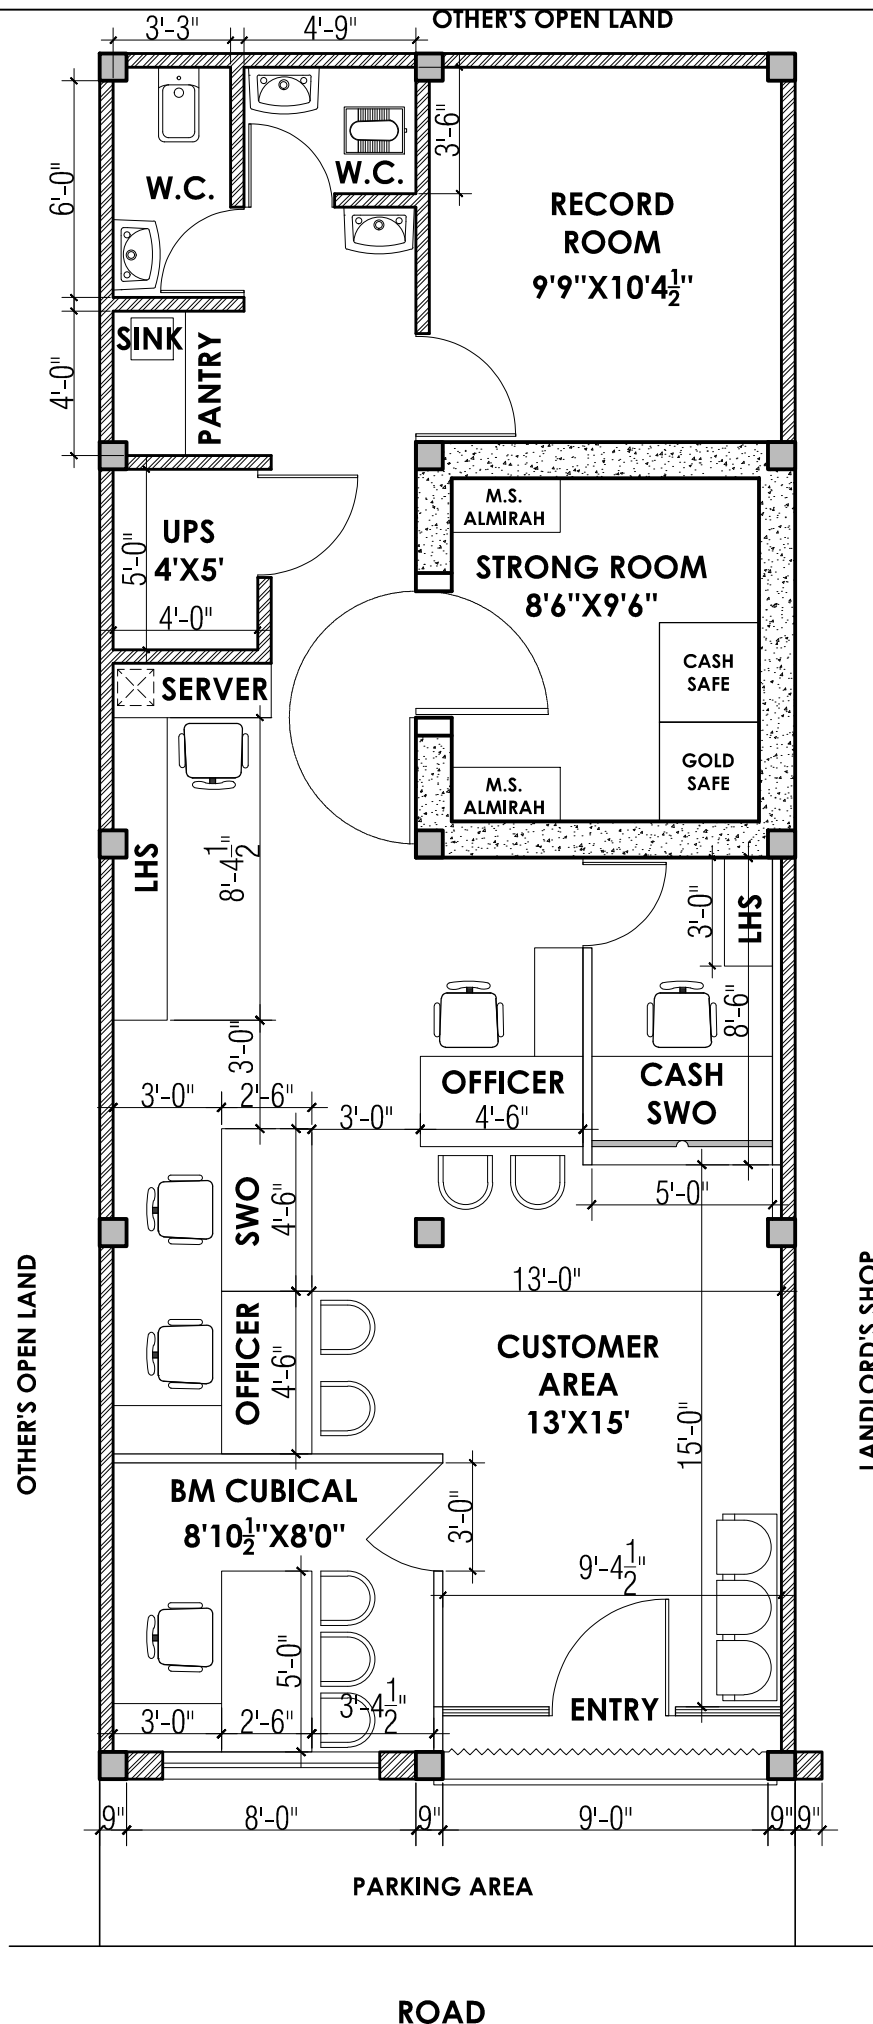 OTHER'S OPEN LAND
3'-3"
4'-9"
6'-0"
3'-6"
W.C.
W.C.
RECORD
ROOM
9'9"X10'4½"
SINK
PANTRY
4'-0"
UPS
4'X5'
5'-0"
4'-0"
M.S.
ALMIRAH
STRONG ROOM
8'6"X9'6"
CASH
SAFE
GOLD
SAFE
M.S.
ALMIRAH
SERVER
LHS
8'-4½"
3'-0"
LHS
8'-6"
3'-0"
OFFICER
CASH
SWO
3'-0"
2'-6"
3'-0"
4'-6"
SWO
4'-6"
5'-0"
13'-0"
OFFICER
4'-6"
CUSTOMER
AREA
13'X15'
15'-0"
OTHER'S OPEN LAND
LANDLORD'S SHOP
BM CUBICAL
8'10½"X8'0"
3'-0"
9'-4½"
5'-0"
3'-0"
2'-6"
3'-4½"
ENTRY
9"
8'-0"
9"
9'-0"
9"
9"
PARKING AREA
ROAD